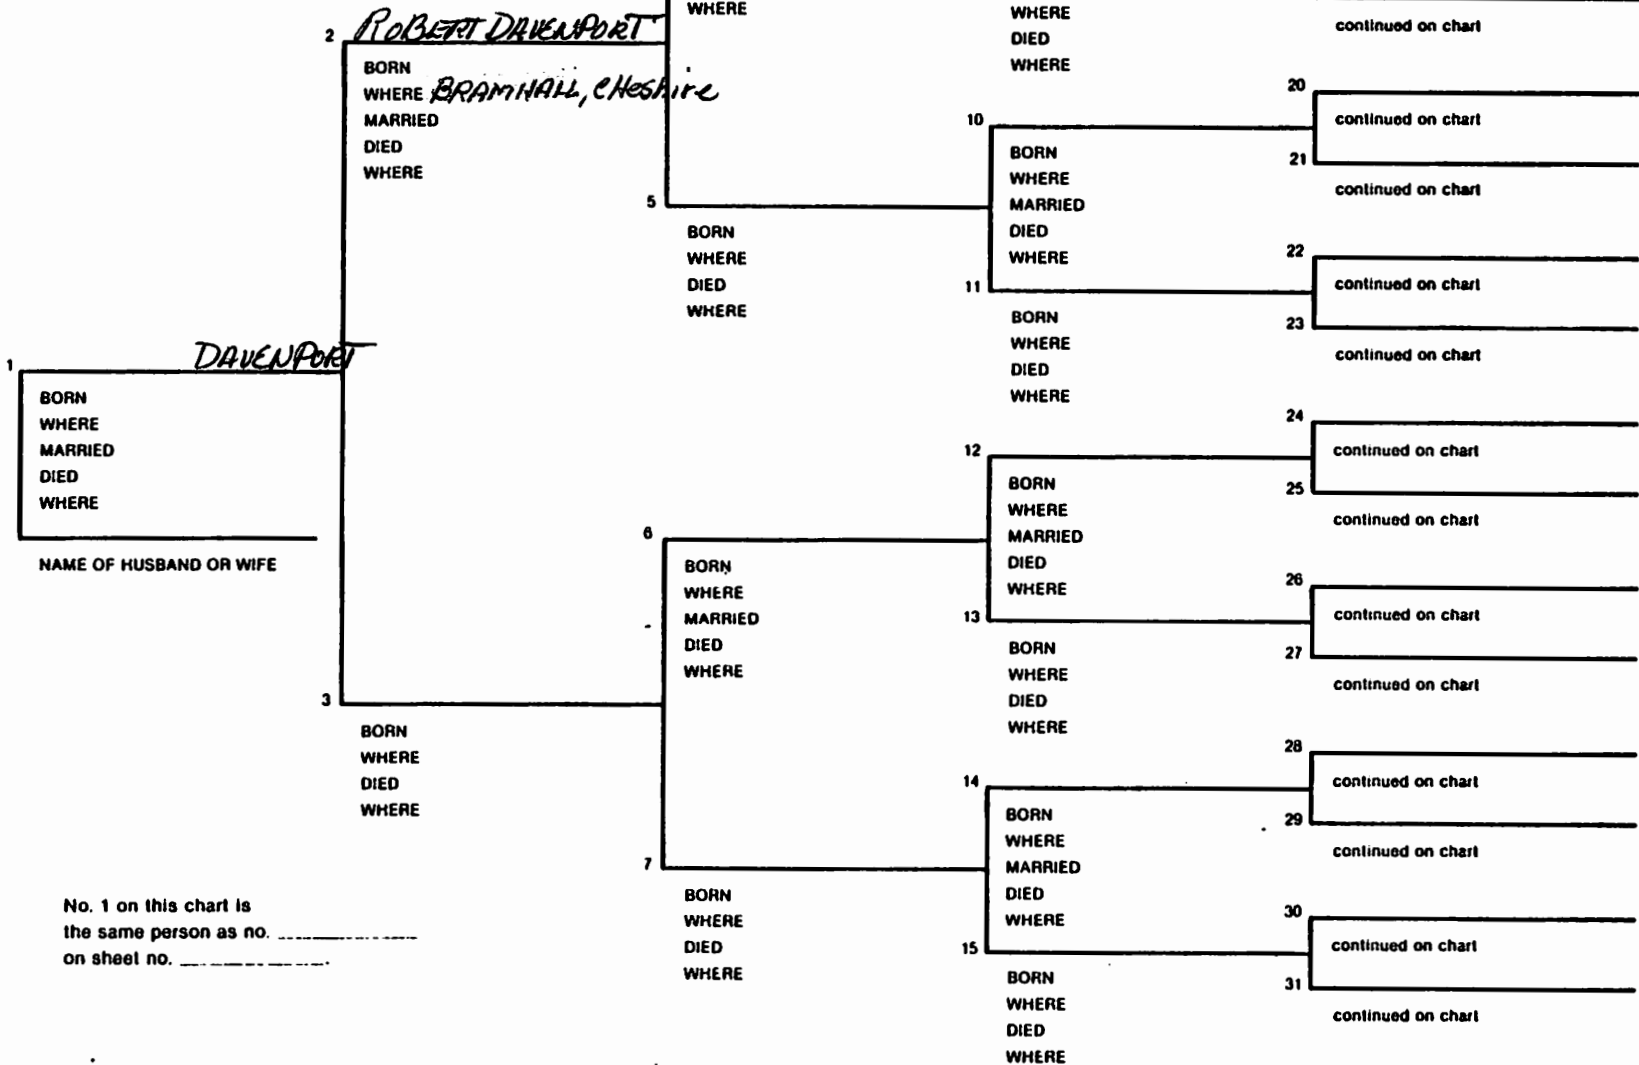 WHERE
WHERE
DIED
WHERE
continued on chart
2 ROBERT DAVENPORT
BORN
WHERE BRAMHALL, CHeshire
MARRIED
DIED
WHERE
20
continued on chart
21
continued on chart
10
BORN
WHERE
MARRIED
DIED
WHERE
5
BORN
WHERE
DIED
WHERE
22
continued on chart
23
continued on chart
11
BORN
WHERE
DIED
WHERE
1 DAVENPORT
BORN
WHERE
MARRIED
DIED
WHERE
NAME OF HUSBAND OR WIFE
24
continued on chart
25
continued on chart
12
BORN
WHERE
MARRIED
DIED
WHERE
6
BORN
WHERE
MARRIED
DIED
WHERE
26
continued on chart
27
continued on chart
13
BORN
WHERE
DIED
WHERE
3
BORN
WHERE
DIED
WHERE
28
continued on chart
29
continued on chart
14
BORN
WHERE
MARRIED
DIED
WHERE
7
BORN
WHERE
DIED
WHERE
30
continued on chart
31
continued on chart
15
BORN
WHERE
DIED
WHERE
No. 1 on this chart is
the same person as no.
on sheet no.